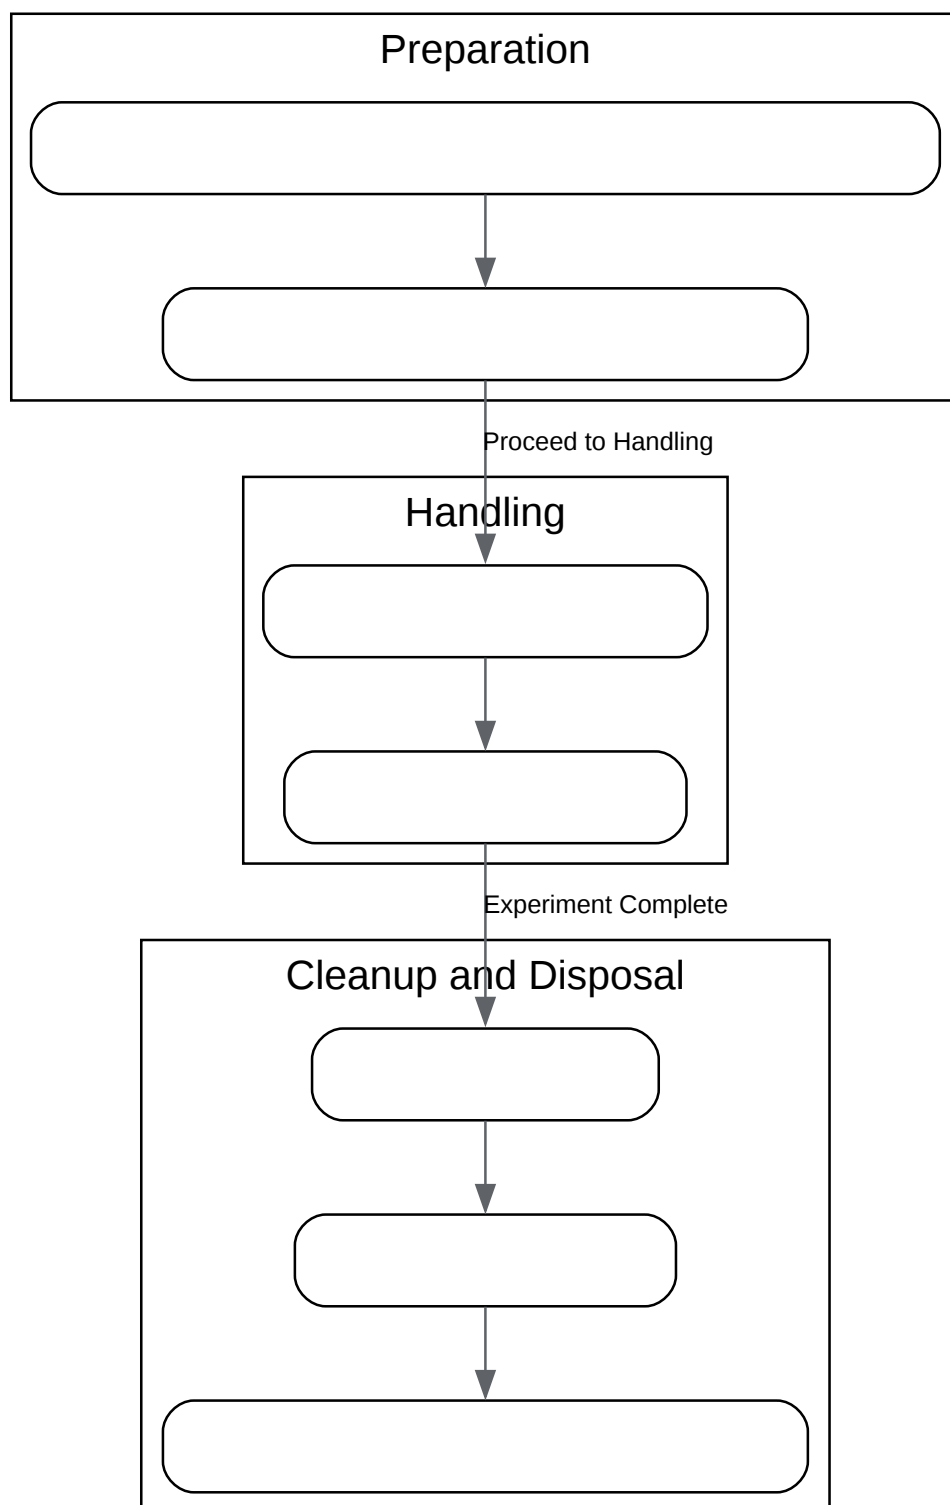 Preparation
Proceed to Handling
Handling
Experiment Complete
Cleanup and Disposal